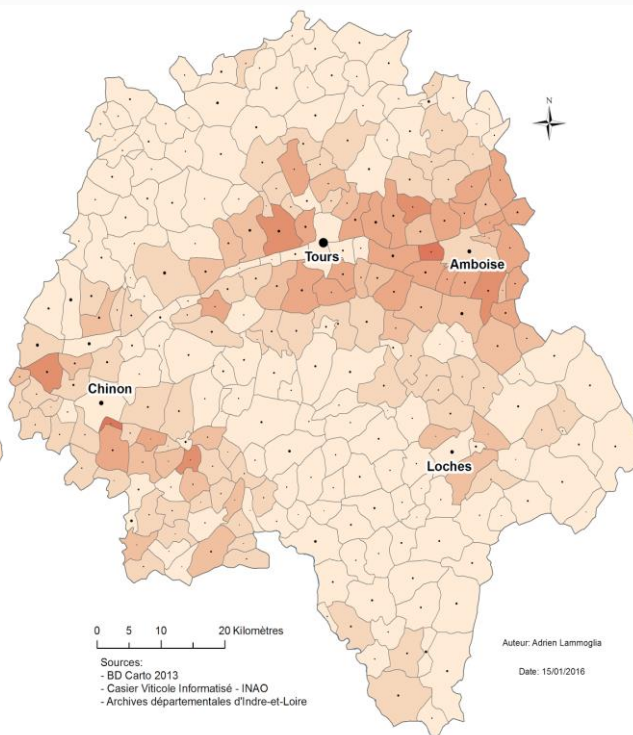 N
Tours
Amboise
Chinon
Loches
0 5 10 20 Kilomètres
Sources:
- BD Carto 2013
- Casier Viticole Informatisé - INAO
- Archives départementales d'Indre-et-Loire
Auteur: Adrien Lammoglia
Date: 15/01/2016